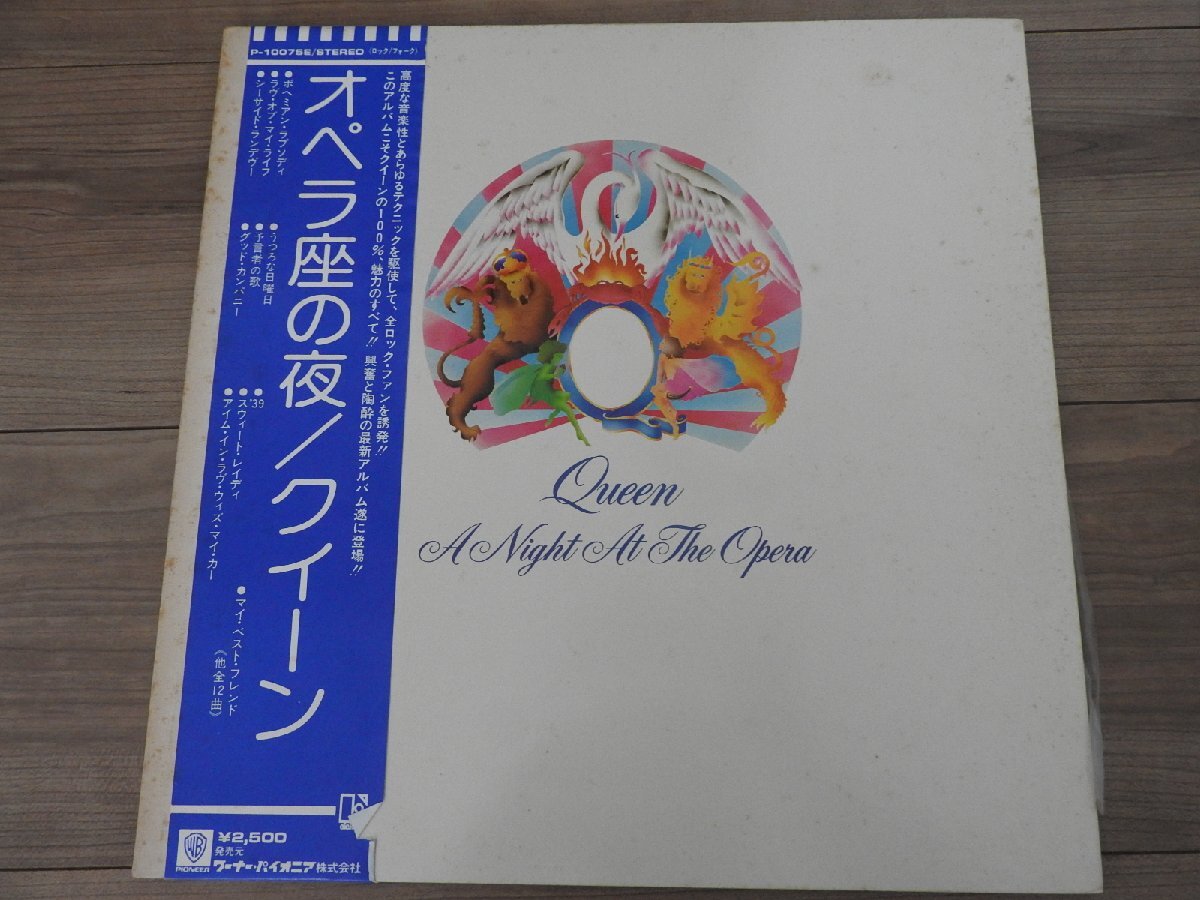 P-10075E/STEREO (ロック/フォーク)
高度な音楽性とあらゆるテクニックを駆使して、全ロック・ファンを誘発!!
このアルバムこそクイーンの100%、魅力のすべて!! 興奮と陶酔の最新アルバム遂に登場!!
オペラ座の夜/クイーン
●ボヘミアン・ラプソディ
●ラヴ・オブ・マイ・ライフ
●シーサイド・ランデヴー
●うつろな日曜日
●予言者の歌
●グッド・カンパニー
●'39
●スウィート・レイディ
●アイム・イン・ラヴ・ウィズ・マイ・カー
●マイ・ベスト・フレンド
《他全12曲》
Queen
A Night At The Opera
WB
PIONEER
¥2,500
発売元
ワーナー・パイオニア株式会社